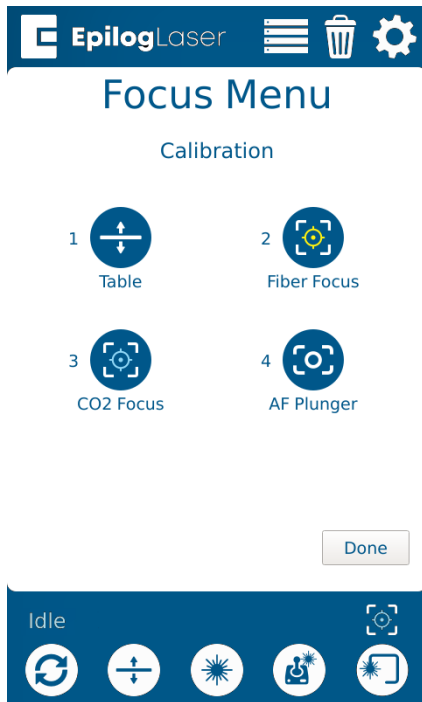 EpilogLaser
Focus Menu
Calibration
1
Table
2
Fiber Focus
3
CO2 Focus
4
AF Plunger
Done
Idle